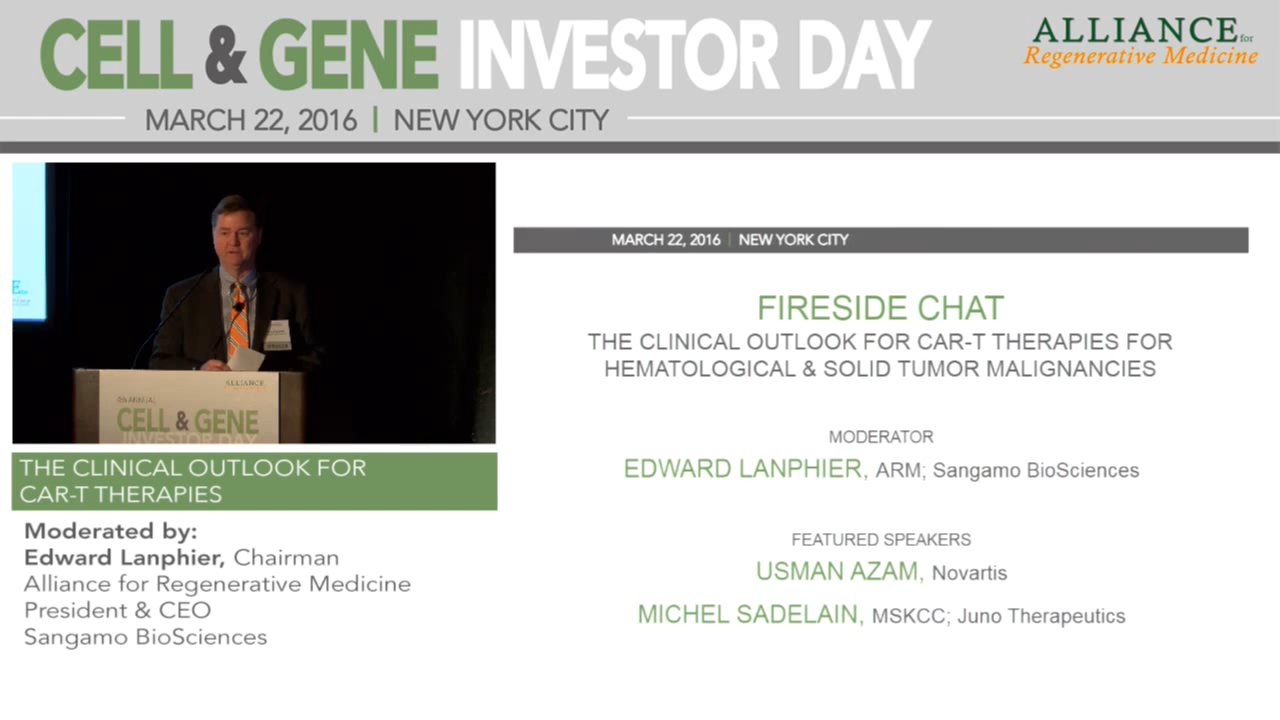 CELL & GENE INVESTOR DAY
MARCH 22, 2016 | NEW YORK CITY
ALLIANCE for
Regenerative Medicine
ALLIANCE
CELL & GENE
INVESTOR DAY
THE CLINICAL OUTLOOK FOR
CAR-T THERAPIES
Moderated by:
Edward Lanphier, Chairman
Alliance for Regenerative Medicine
President & CEO
Sangamo BioSciences
MARCH 22, 2016 | NEW YORK CITY
FIRESIDE CHAT
THE CLINICAL OUTLOOK FOR CAR-T THERAPIES FOR
HEMATOLOGICAL & SOLID TUMOR MALIGNANCIES
MODERATOR
EDWARD LANPHIER, ARM; Sangamo BioSciences
FEATURED SPEAKERS
USMAN AZAM, Novartis
MICHEL SADELAIN, MSKCC; Juno Therapeutics